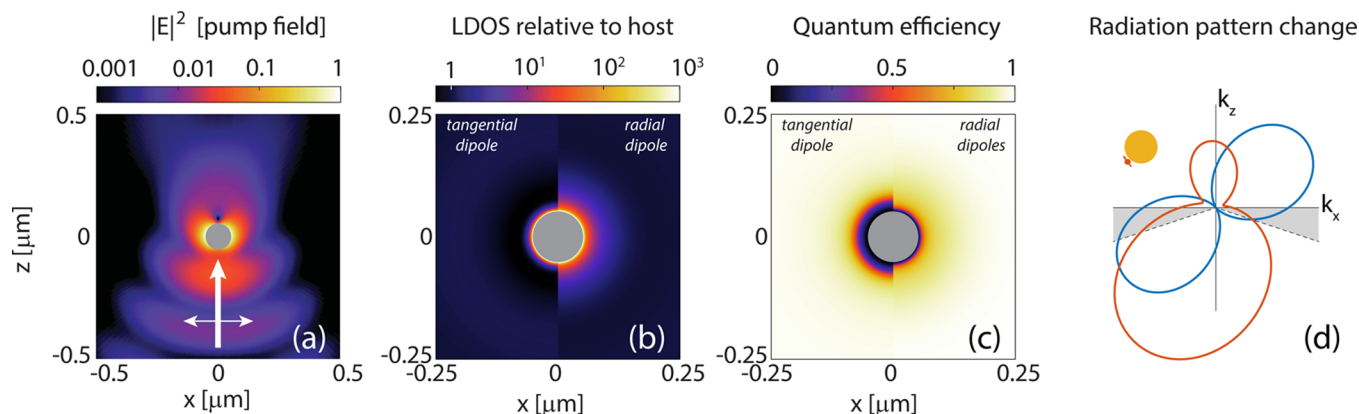 |E|² [pump field]
0.001 0.01 0.1 1
0.5
z [μm]
0
-0.5
-0.5 0 0.5
x [μm]
(a)
LDOS relative to host
1 10¹ 10² 10³
0.25
tangential
dipole
radial
dipole
0
-0.25
-0.25 0 0.25
x [μm]
(b)
Quantum efficiency
0 0.5 1
0.25
tangential
dipole
radial
dipoles
0
-0.25
-0.25 0 0.25
x [μm]
(c)
Radiation pattern change
k_z
k_x
(d)